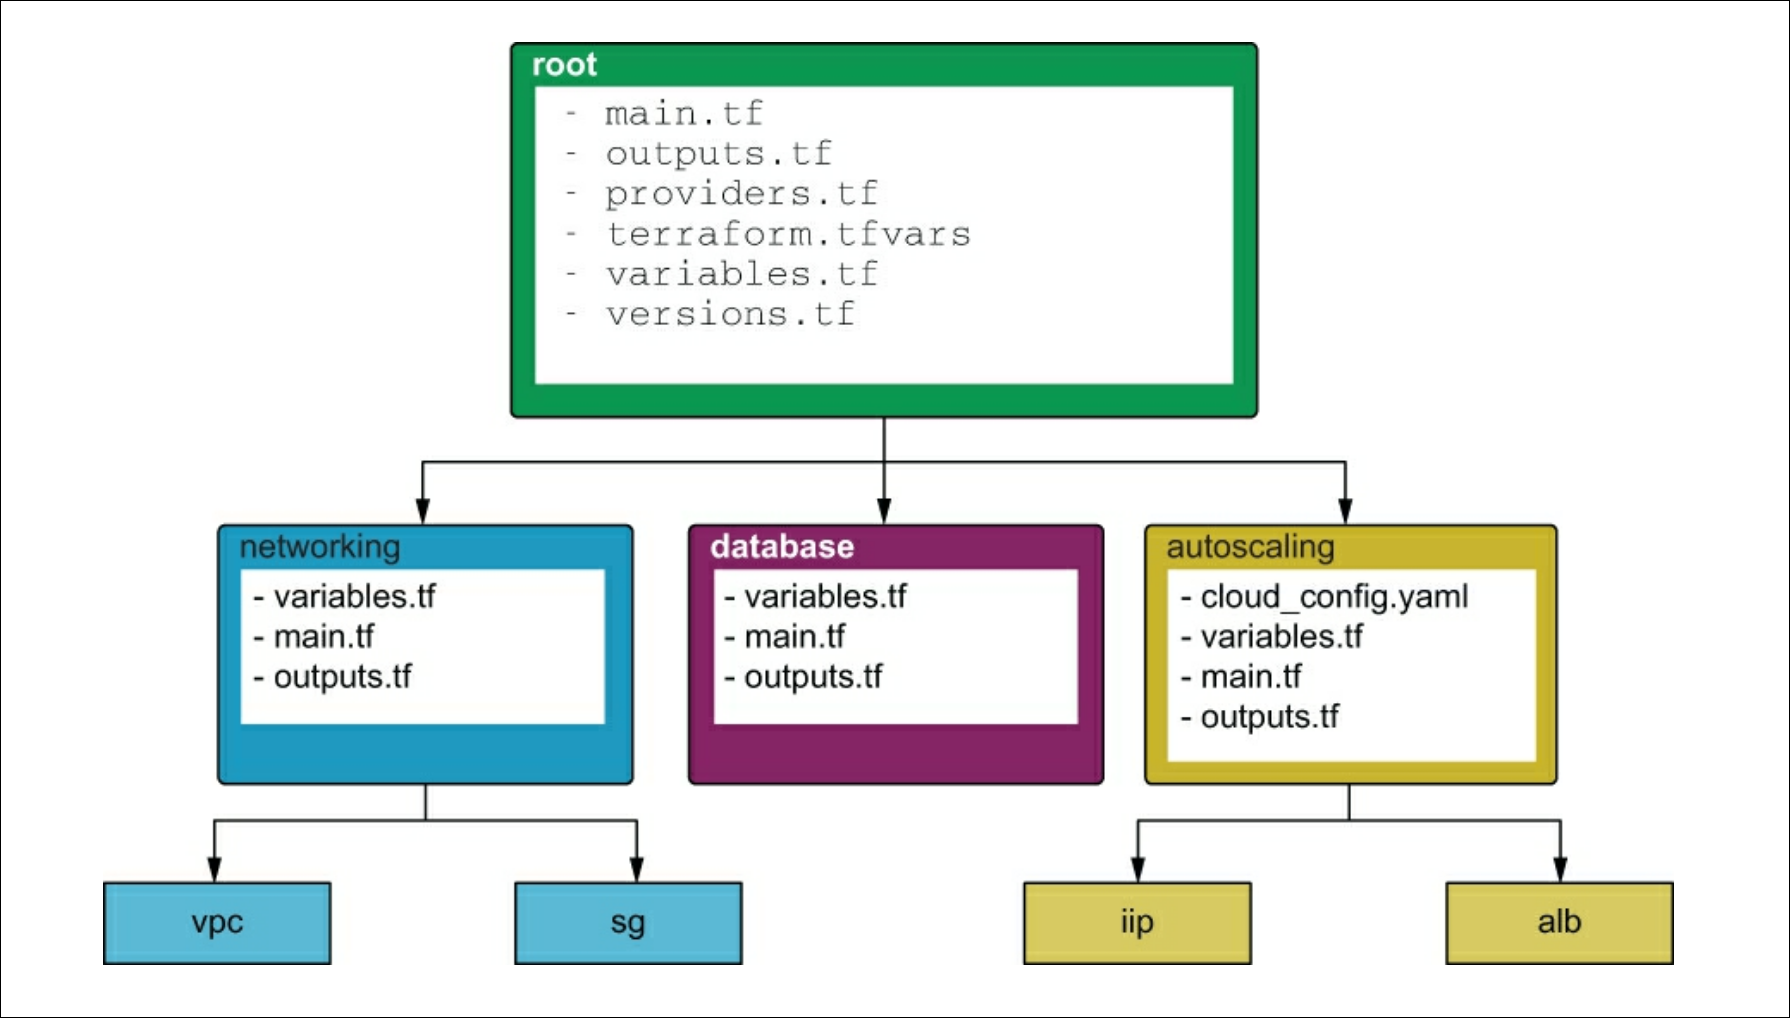 root
- main.tf
- outputs.tf
- providers.tf
- terraform.tfvars
- variables.tf
- versions.tf
networking
- variables.tf
- main.tf
- outputs.tf
database
- variables.tf
- main.tf
- outputs.tf
autoscaling
- cloud_config.yaml
- variables.tf
- main.tf
- outputs.tf
vpc
sg
iip
alb